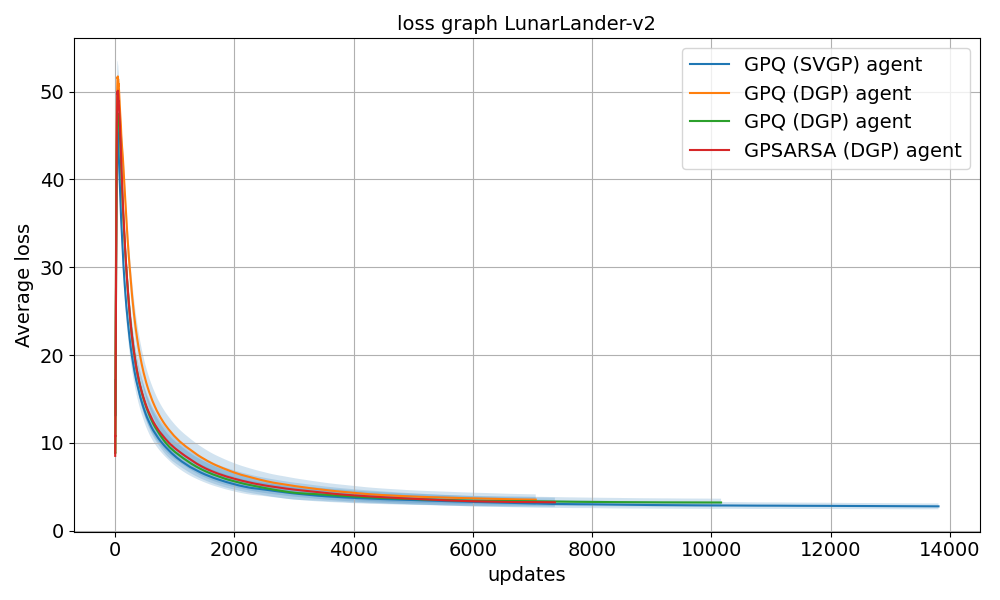 loss graph LunarLander-v2
GPQ (SVGP) agent
GPQ (DGP) agent
GPQ (DGP) agent
GPSARSA (DGP) agent
Average loss
50
40
30
20
10
0
0 2000 4000 6000 8000 10000 12000 14000
updates